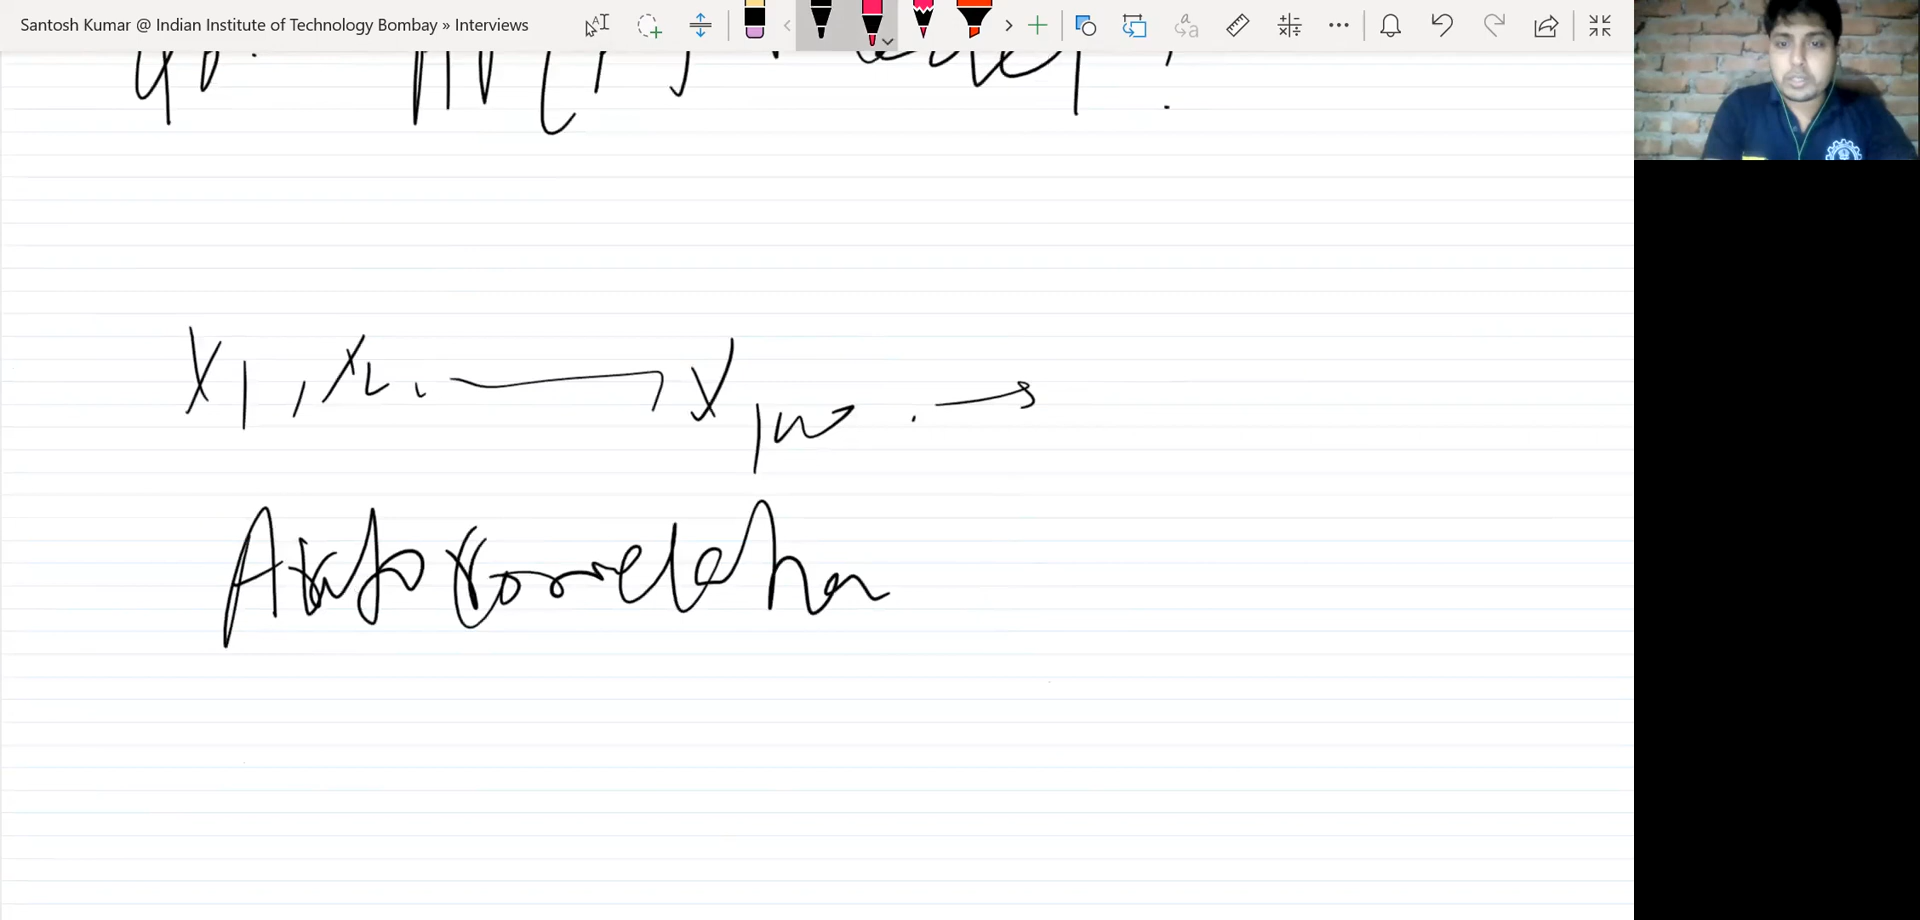 Santosh Kumar @ Indian Institute of Technology Bombay » Interviews
X1, X2, X100, →
Autocorrelation